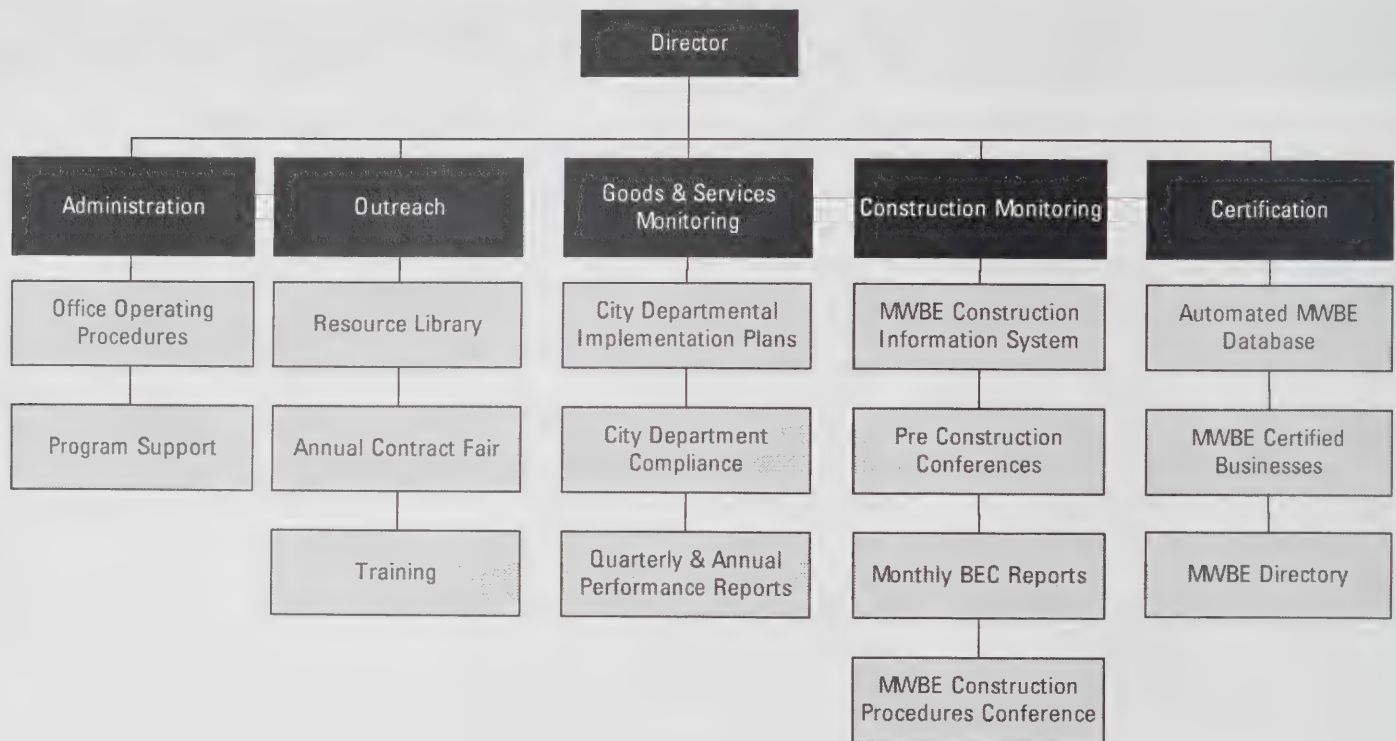 Director
Administration
Outreach
Goods & Services
Monitoring
Construction Monitoring
Certification
Office Operating
Procedures
Resource Library
City Departmental
Implementation Plans
MWBE Construction
Information System
Automated MWBE
Database
Program Support
Annual Contract Fair
City Department
Compliance
Pre Construction
Conferences
MWBE Certified
Businesses
Training
Quarterly & Annual
Performance Reports
Monthly BEC Reports
MWBE Directory
MWBE Construction
Procedures Conference